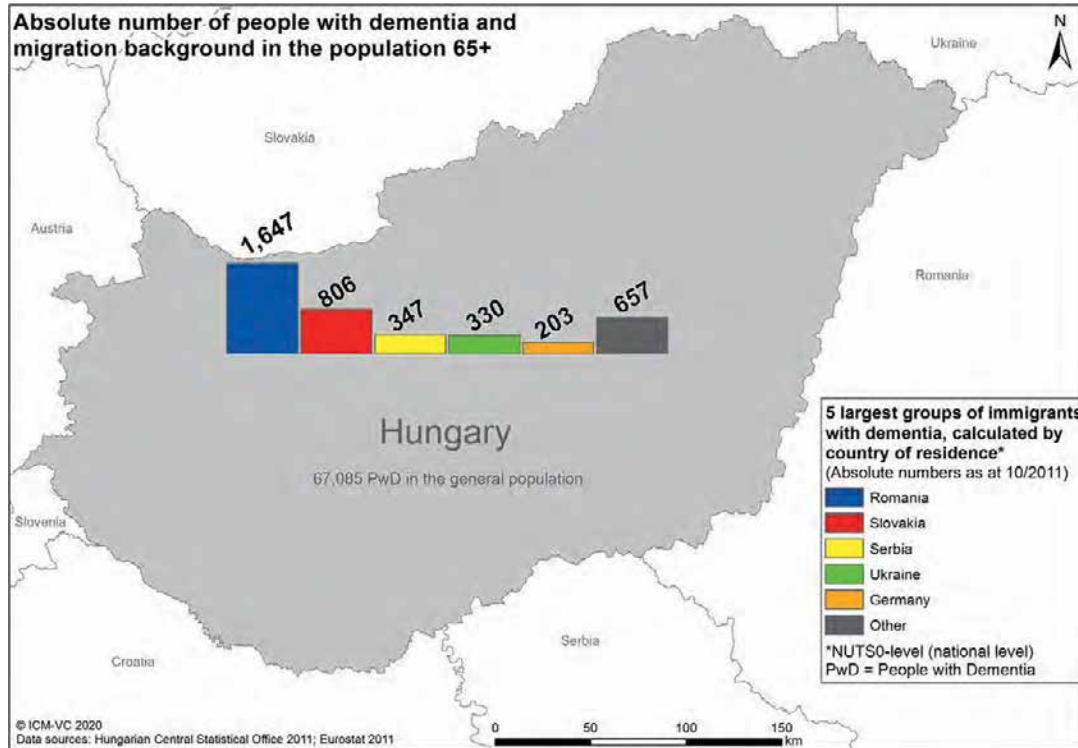 Absolute number of people with dementia and
migration background in the population 65+
N
Ukraine
Slovakia
Austria
Romania
1,647
806
347
330
203
657
Hungary
67,085 PwD in the general population
5 largest groups of immigrants
with dementia, calculated by
country of residence*
(Absolute numbers as at 10/2011)
Romania
Slovakia
Serbia
Ukraine
Germany
Other
*NUTS0-level (national level)
PwD = People with Dementia
Slovenia
Croatia
Serbia
© ICM-VC 2020
Data sources: Hungarian Central Statistical Office 2011; Eurostat 2011
0 50 100 150
km